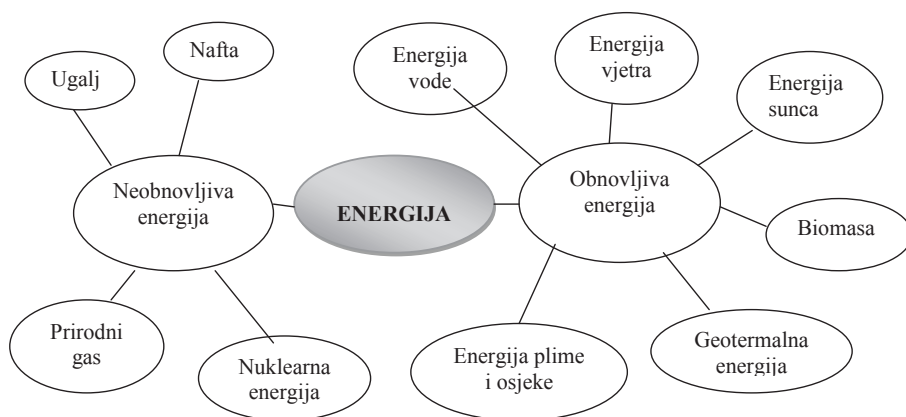 Ugalj
Nafta
Neobnovljiva
energija
Prirodni
gas
Nuklearna
energija
ENERGIJA
Energija
vode
Energija
vjetra
Energija
sunca
Obnovljiva
energija
Biomasa
Energija plime
i osjeke
Geotermalna
energija